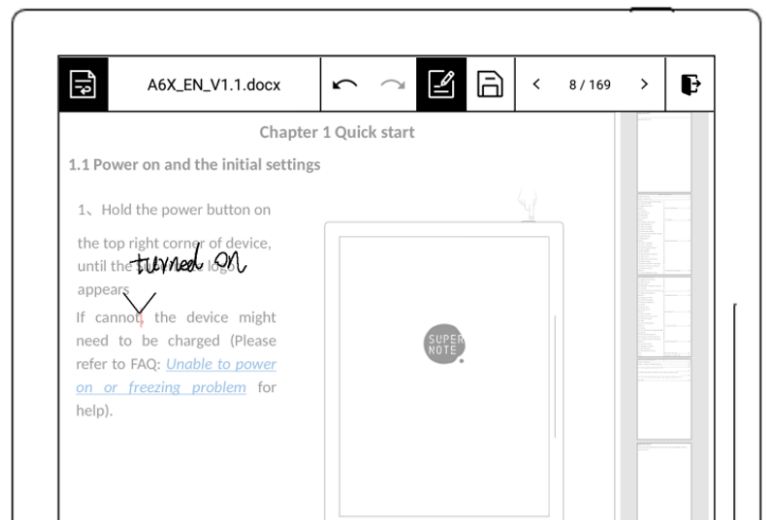 A6X_EN_V1.1.docx
8 / 169
Chapter 1 Quick start
1.1 Power on and the initial settings
1、Hold the power button on
the top right corner of device,
turned on
until the logo
appears
If cannot, the device might
need to be charged (Please
refer to FAQ: Unable to power
on or freezing problem for
help).
SUPER
NOTE